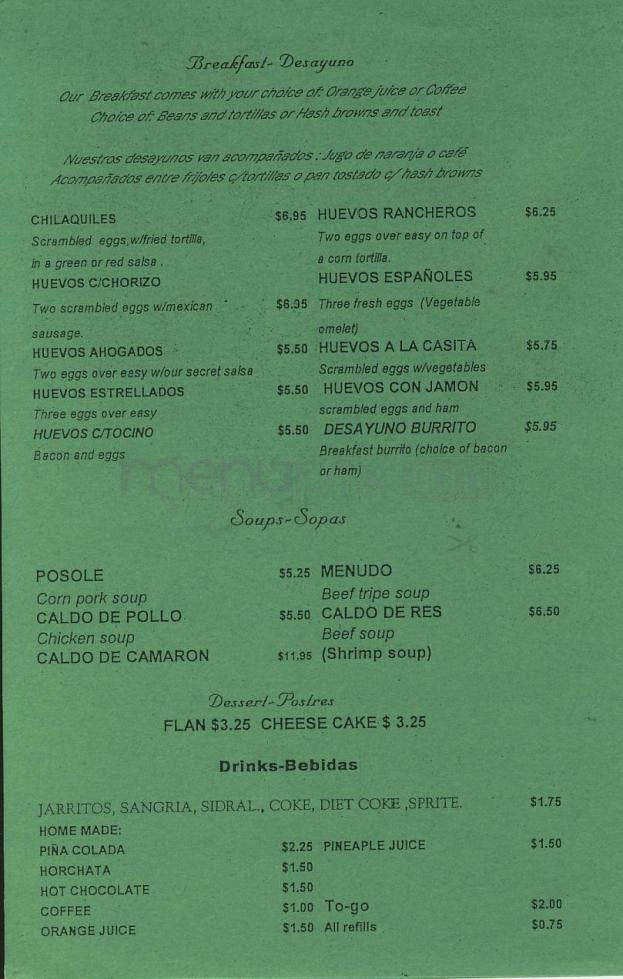 Breakfast- Desayuno
Our Breakfast comes with your choice of: Orange juice or Coffee
Choice of: Beans and tortillas or Hash browns and toast
Nuestros desayunos van acompañados : Jugo de naranja o café
Acompañados entre frijoles c/tortillas o pan tostado c/ hash browns
CHILAQUILES $6.95
Scrambled eggs,w/fried tortilla,
in a green or red salsa .
HUEVOS C/CHORIZO
Two scrambled eggs w/mexican $6.95
sausage.
HUEVOS AHOGADOS $5.50
Two eggs over easy w/our secret salsa
HUEVOS ESTRELLADOS $5.50
Three eggs over easy
HUEVOS C/TOCINO $5.50
Bacon and eggs
HUEVOS RANCHEROS $6.25
Two eggs over easy on top of
a corn tortilla.
HUEVOS ESPAÑOLES $5.95
Three fresh eggs (Vegetable
omelet)
HUEVOS A LA CASITA $5.75
Scrambled eggs w/vegetables
HUEVOS CON JAMON $5.95
scrambled eggs and ham
DESAYUNO BURRITO $5.95
Breakfast burrito (choice of bacon
or ham)
Soups-Sopas
POSOLE $5.25 MENUDO $6.25
Corn pork soup Beef tripe soup
CALDO DE POLLO $5.50 CALDO DE RES $6.50
Chicken soup Beef soup
CALDO DE CAMARON $11.95 (Shrimp soup)
Dessert-Postres
FLAN $3.25 CHEESE CAKE $ 3.25
Drinks-Bebidas
JARRITOS, SANGRIA, SIDRAL., COKE, DIET COKE ,SPRITE. $1.75
HOME MADE:
PIÑA COLADA $2.25 PINEAPLE JUICE $1.50
HORCHATA $1.50
HOT CHOCOLATE $1.50
COFFEE $1.00 To-go $2.00
ORANGE JUICE $1.50 All refills $0.75